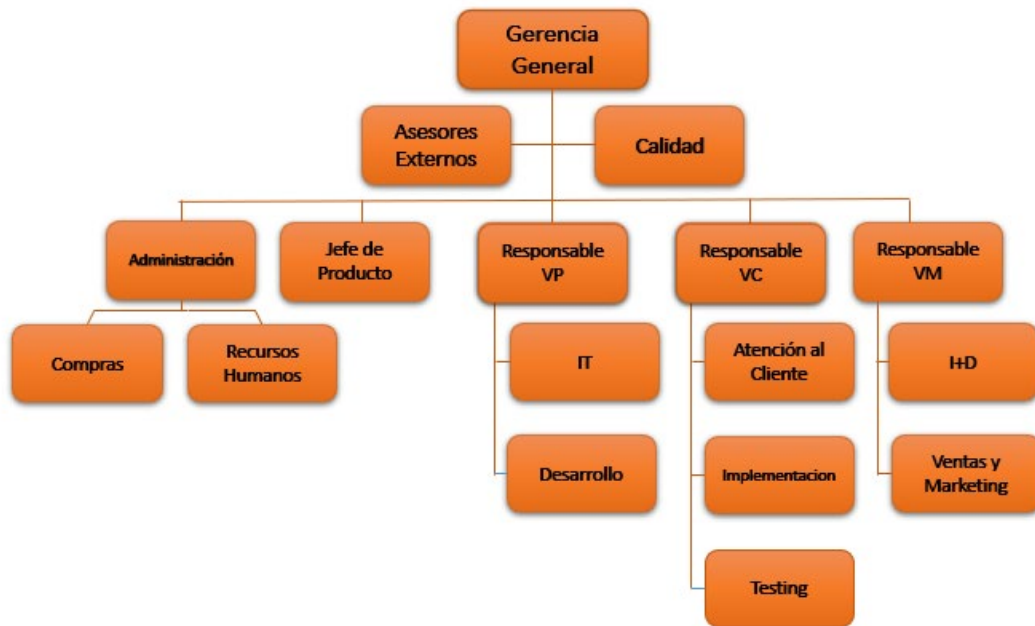 Gerencia
General
Asesores
Externos
Calidad
Administración
Jefe de
Producto
Responsable
VP
Responsable
VC
Responsable
VM
Compras
Recursos
Humanos
IT
Atención al
Cliente
I+D
Desarrollo
Implementacion
Ventas y
Marketing
Testing